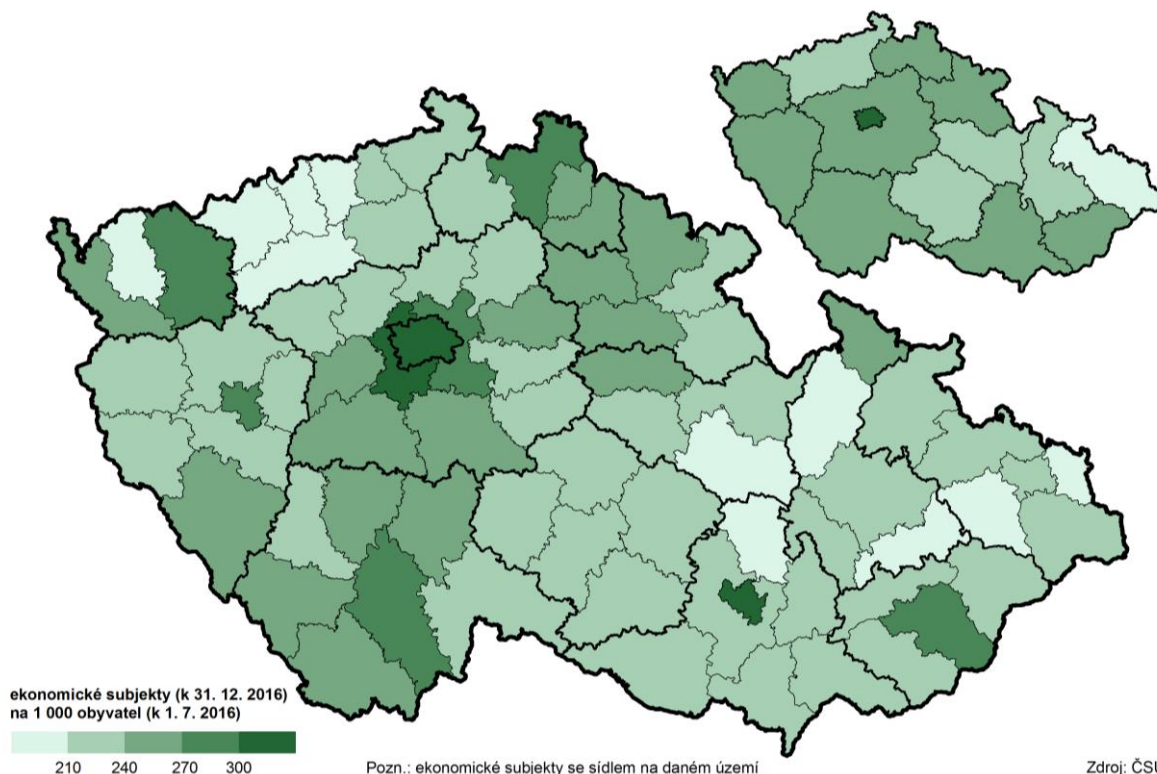 ekonomické subjekty (k 31. 12. 2016)
na 1 000 obyvatel (k 1. 7. 2016)
210 240 270 300
Pozn.: ekonomické subjekty se sídlem na daném území
Zdroj: ČSÚ